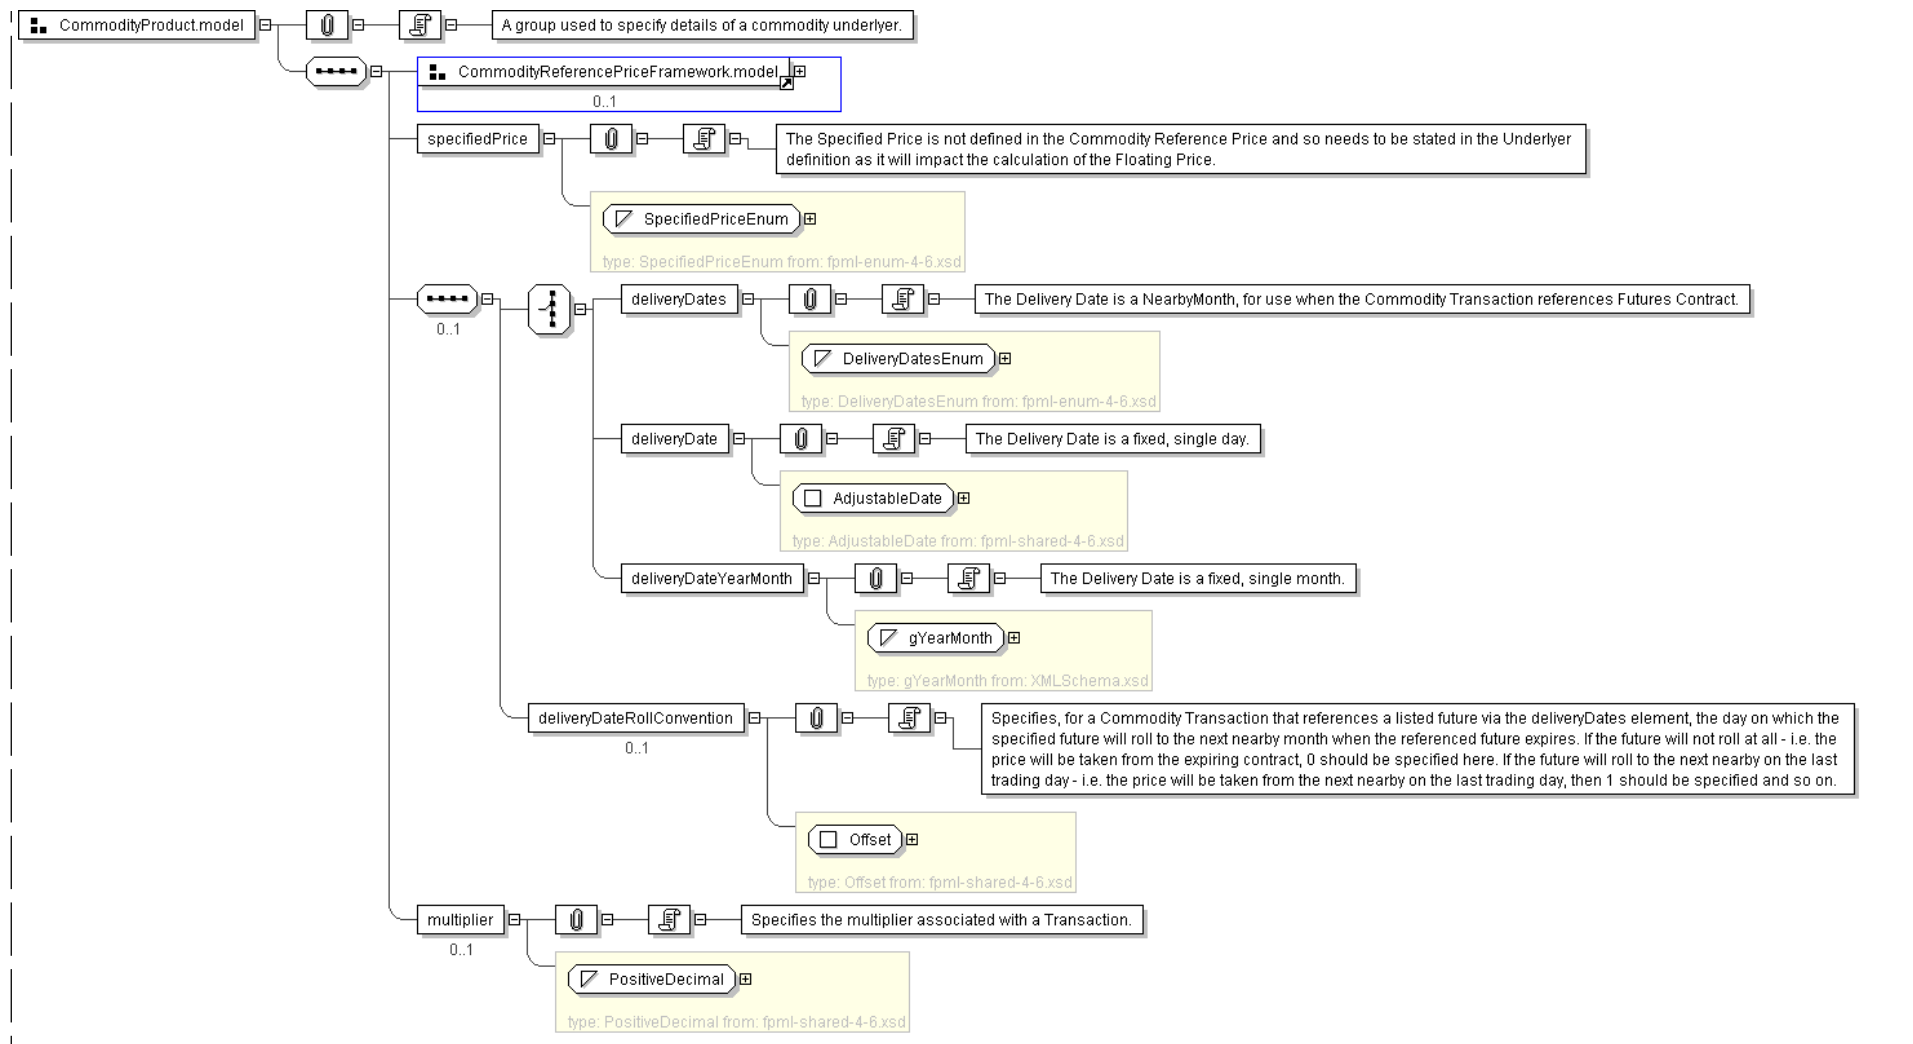 CommodityProduct.model
A group used to specify details of a commodity underlyer.
CommodityReferencePriceFramework.model
0..1
specifiedPrice
The Specified Price is not defined in the Commodity Reference Price and so needs to be stated in the Underlyer
definition as it will impact the calculation of the Floating Price.
SpecifiedPriceEnum
type: SpecifiedPriceEnum from: fpml-enum-4-6.xsd
0..1
deliveryDates
The Delivery Date is a NearbyMonth, for use when the Commodity Transaction references Futures Contract.
DeliveryDatesEnum
type: DeliveryDatesEnum from: fpml-enum-4-6.xsd
deliveryDate
The Delivery Date is a fixed, single day.
AdjustableDate
type: AdjustableDate from: fpml-shared-4-6.xsd
deliveryDateYearMonth
The Delivery Date is a fixed, single month.
gYearMonth
type: gYearMonth from: XMLSchema.xsd
deliveryDateRollConvention
0..1
Specifies, for a Commodity Transaction that references a listed future via the deliveryDates element, the day on which the
specified future will roll to the next nearby month when the referenced future expires. If the future will not roll at all - i.e. the
price will be taken from the expiring contract, 0 should be specified here. If the future will roll to the next nearby on the last
trading day - i.e. the price will be taken from the next nearby on the last trading day, then 1 should be specified and so on.
Offset
type: Offset from: fpml-shared-4-6.xsd
multiplier
0..1
Specifies the multiplier associated with a Transaction.
PositiveDecimal
type: PositiveDecimal from: fpml-shared-4-6.xsd